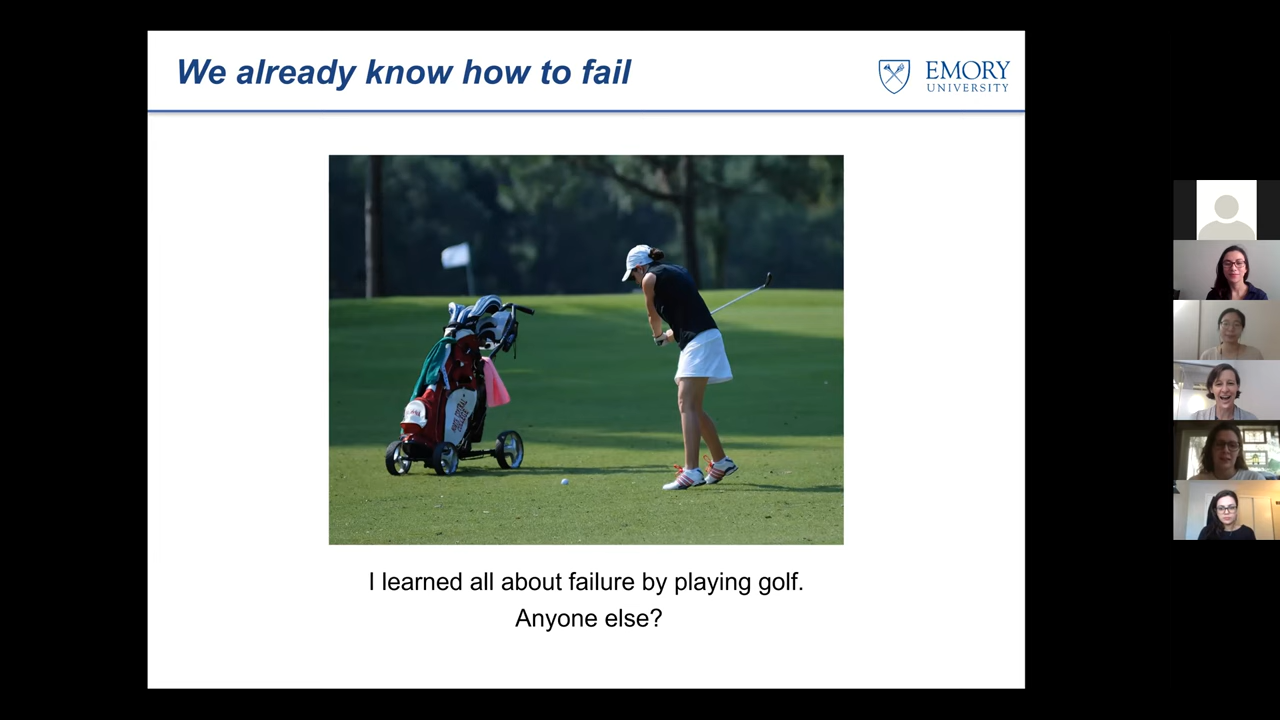 We already know how to fail
EMORY
UNIVERSITY
I learned all about failure by playing golf.
Anyone else?